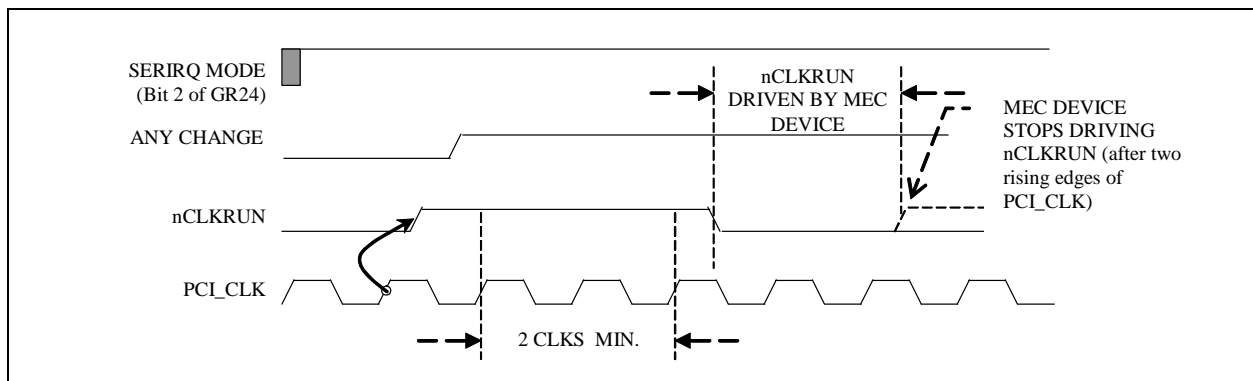 SERIRQ MODE
(Bit 2 of GR24)
nCLKRUN
DRIVEN BY MEC
DEVICE
MEC DEVICE
STOPS DRIVING
nCLKRUN (after two
rising edges of
PCI_CLK)
ANY CHANGE
nCLKRUN
PCI_CLK
2 CLKS MIN.